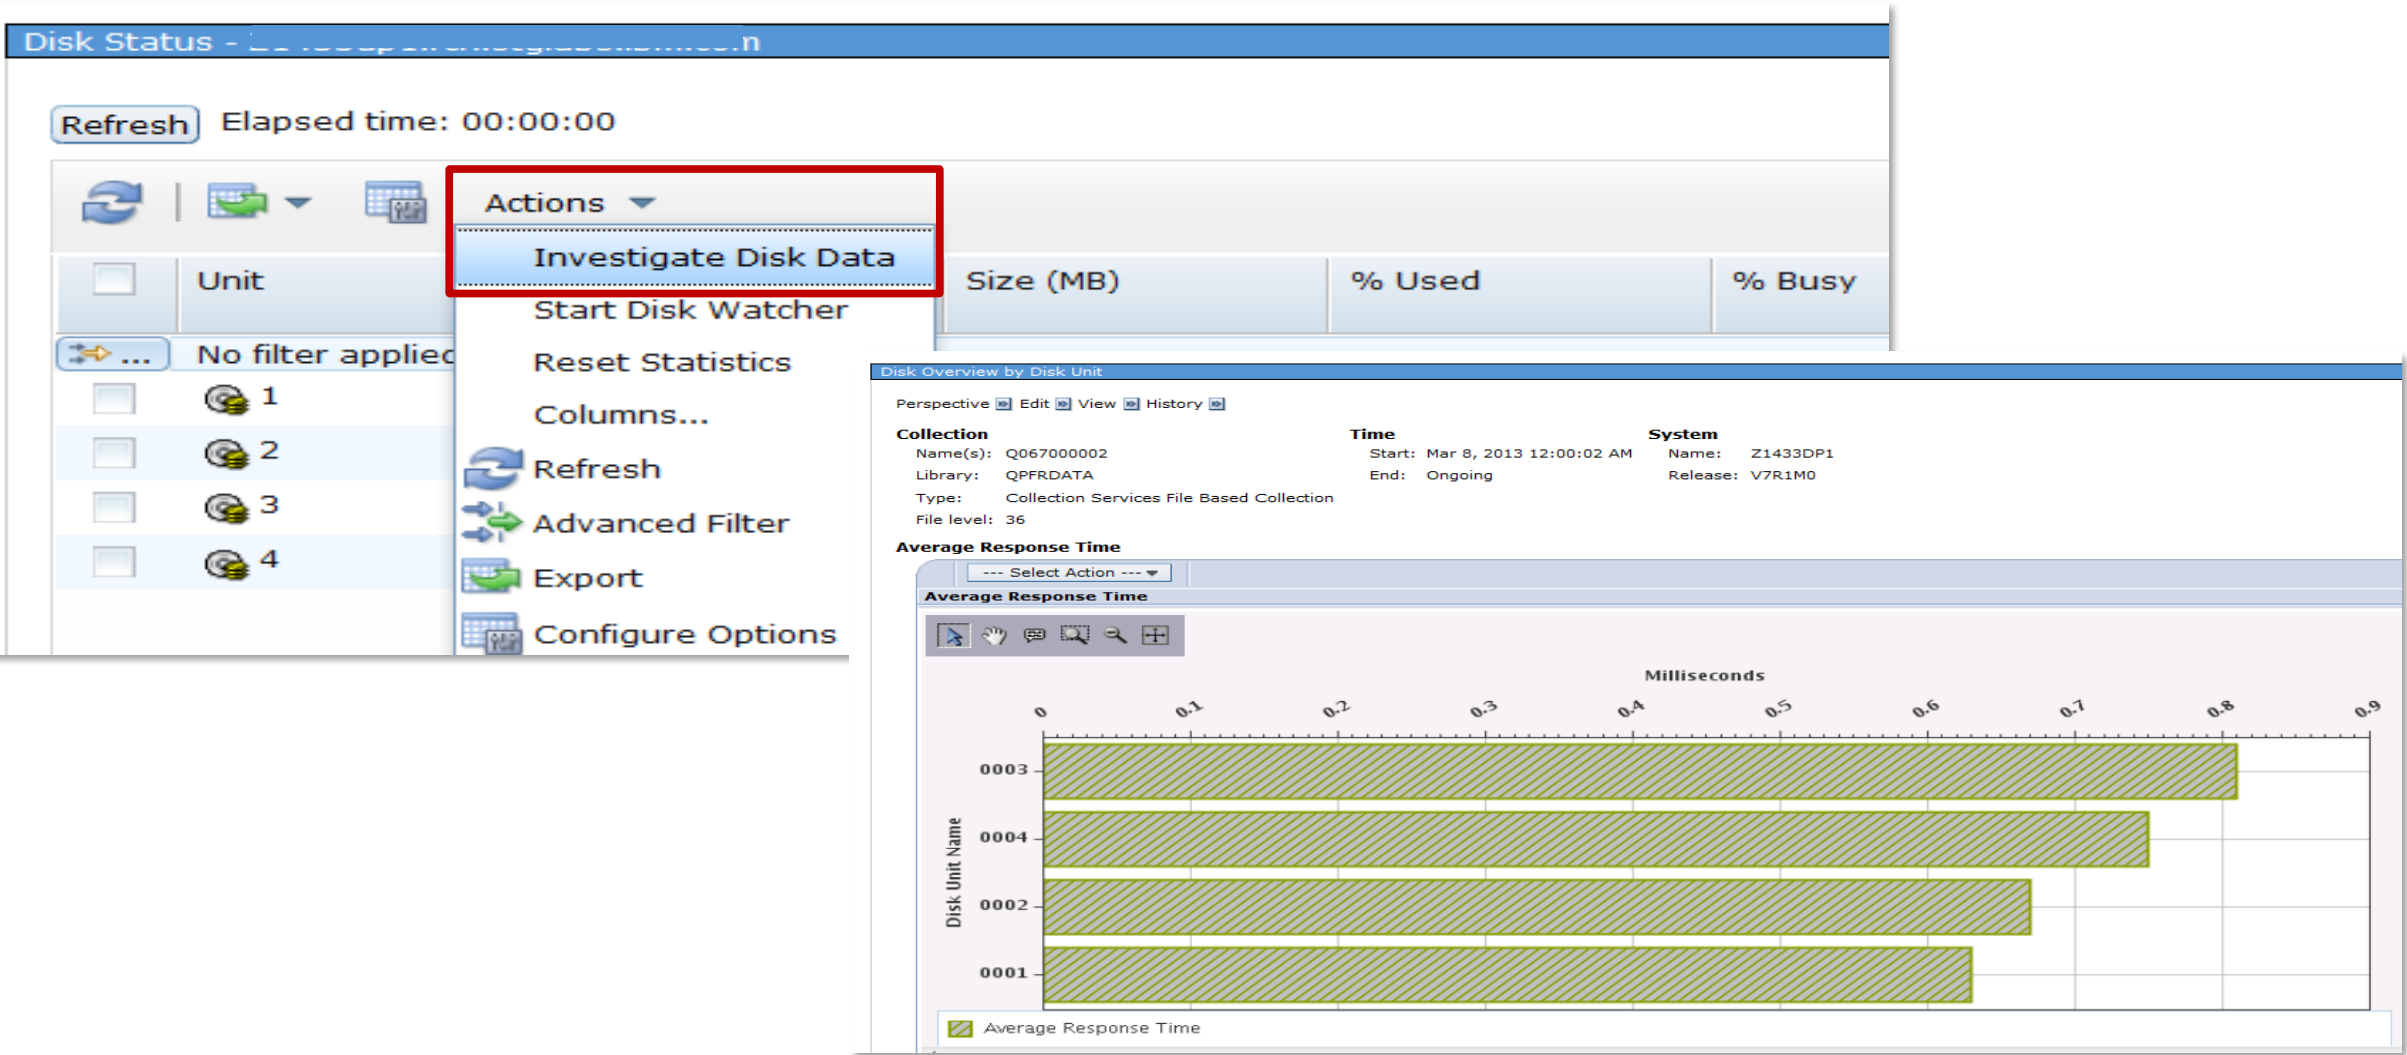 Disk Status -
Refresh Elapsed time: 00:00:00
Actions
Investigate Disk Data
Unit Size (MB) % Used % Busy
Start Disk Watcher
... No filter applied
Reset Statistics
1
Columns...
2
Refresh
3
Advanced Filter
4
Export
Configure Options
Disk Overview by Disk Unit
Perspective Edit View History
Collection Time System
Name(s): Q067000002 Start: Mar 8, 2013 12:00:02 AM Name: Z1433DP1
Library: QPFRDATA End: Ongoing Release: V7R1M0
Type: Collection Services File Based Collection
File level: 36
Average Response Time
--- Select Action ---
Average Response Time
Milliseconds
0 0.1 0.2 0.3 0.4 0.5 0.6 0.7 0.8 0.9
0003
0004
Disk Unit Name
0002
0001
Average Response Time